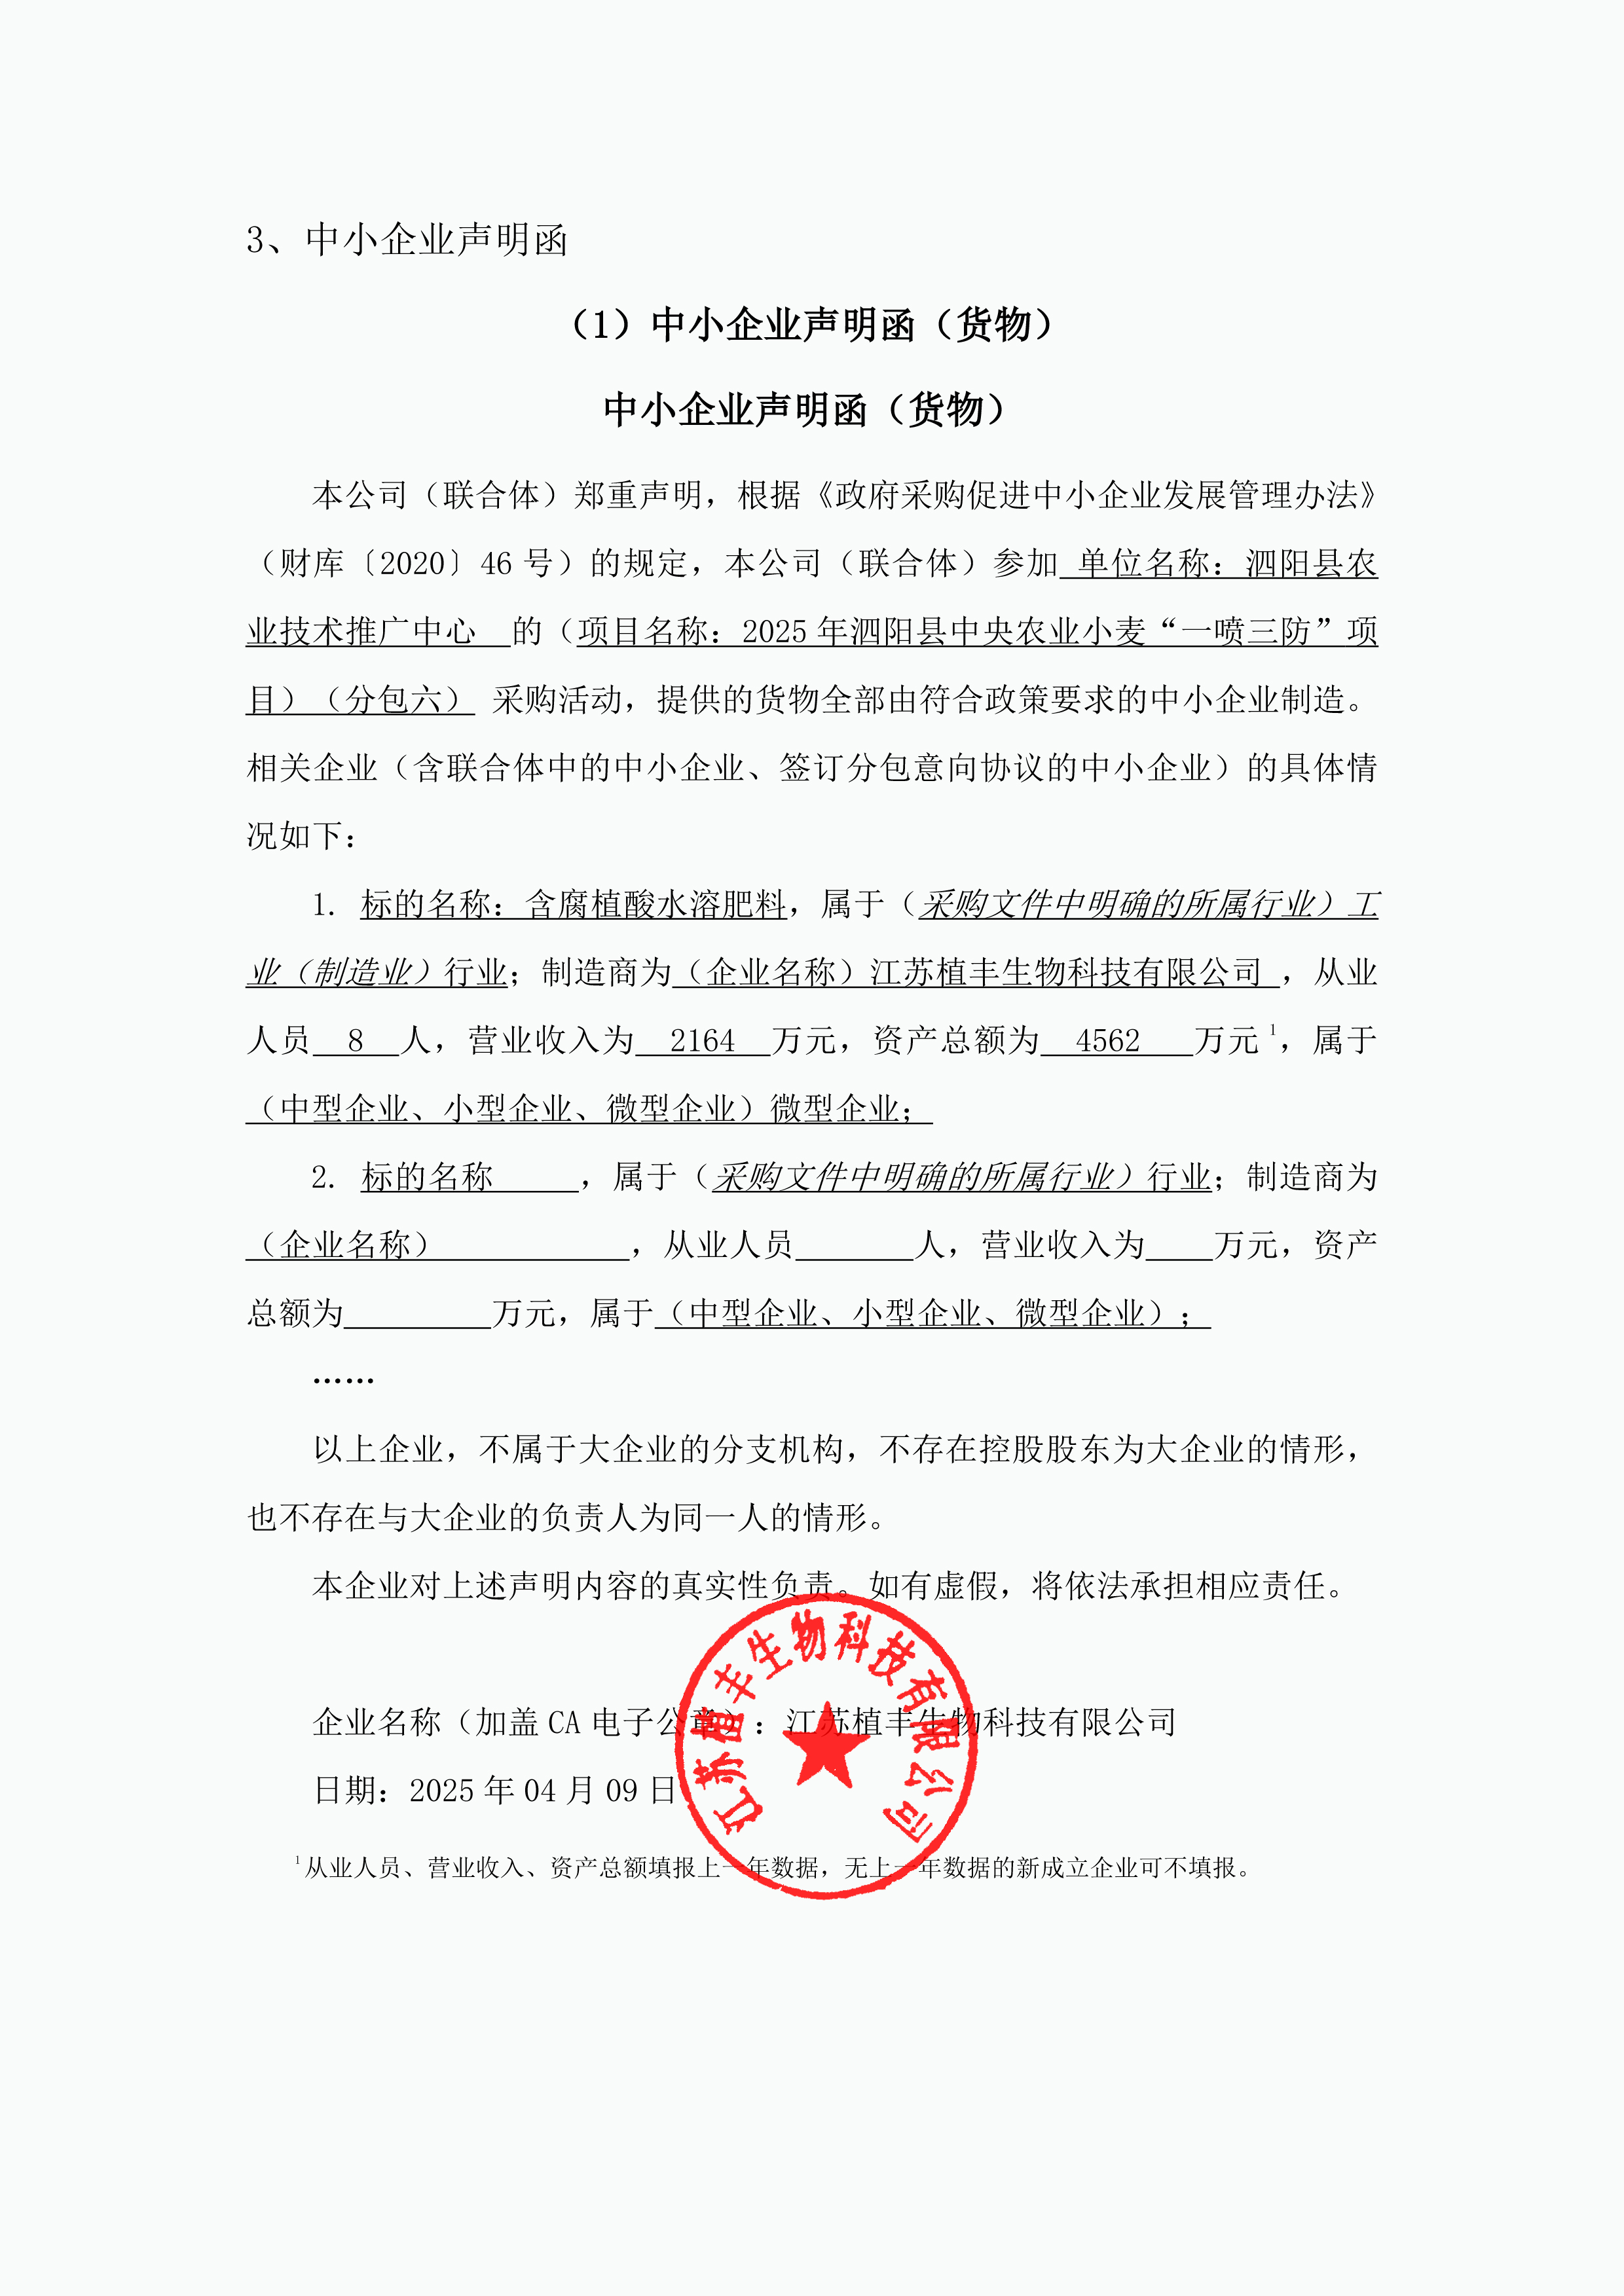 3、中小企业声明函
（1）中小企业声明函（货物）
中小企业声明函（货物）
本公司（联合体）郑重声明，根据《政府采购促进中小企业发展管理办法》
（财库〔2020〕46 号）的规定，本公司（联合体）参加 单位名称：泗阳县农
业技术推广中心 的（项目名称：2025 年泗阳县中央农业小麦“一喷三防”项
目）（分包六） 采购活动，提供的货物全部由符合政策要求的中小企业制造。
相关企业（含联合体中的中小企业、签订分包意向协议的中小企业）的具体情
况如下：
1. 标的名称：含腐植酸水溶肥料，属于（采购文件中明确的所属行业）工
业（制造业）行业；制造商为（企业名称）江苏植丰生物科技有限公司 ，从业
人员 8 人，营业收入为 2164 万元，资产总额为 4562 万元 1，属于
（中型企业、小型企业、微型企业）微型企业；
2. 标的名称 ，属于（采购文件中明确的所属行业）行业；制造商为
（企业名称） ，从业人员 人，营业收入为 万元，资产
总额为 万元，属于（中型企业、小型企业、微型企业）；
……
以上企业，不属于大企业的分支机构，不存在控股股东为大企业的情形，
也不存在与大企业的负责人为同一人的情形。
本企业对上述声明内容的真实性负责。如有虚假，将依法承担相应责任。
企业名称（加盖 CA 电子公章）：江苏植丰生物科技有限公司
日期：2025 年 04 月 09 日
江苏植丰生物科技有限公司
1 从业人员、营业收入、资产总额填报上一年数据，无上一年数据的新成立企业可不填报。